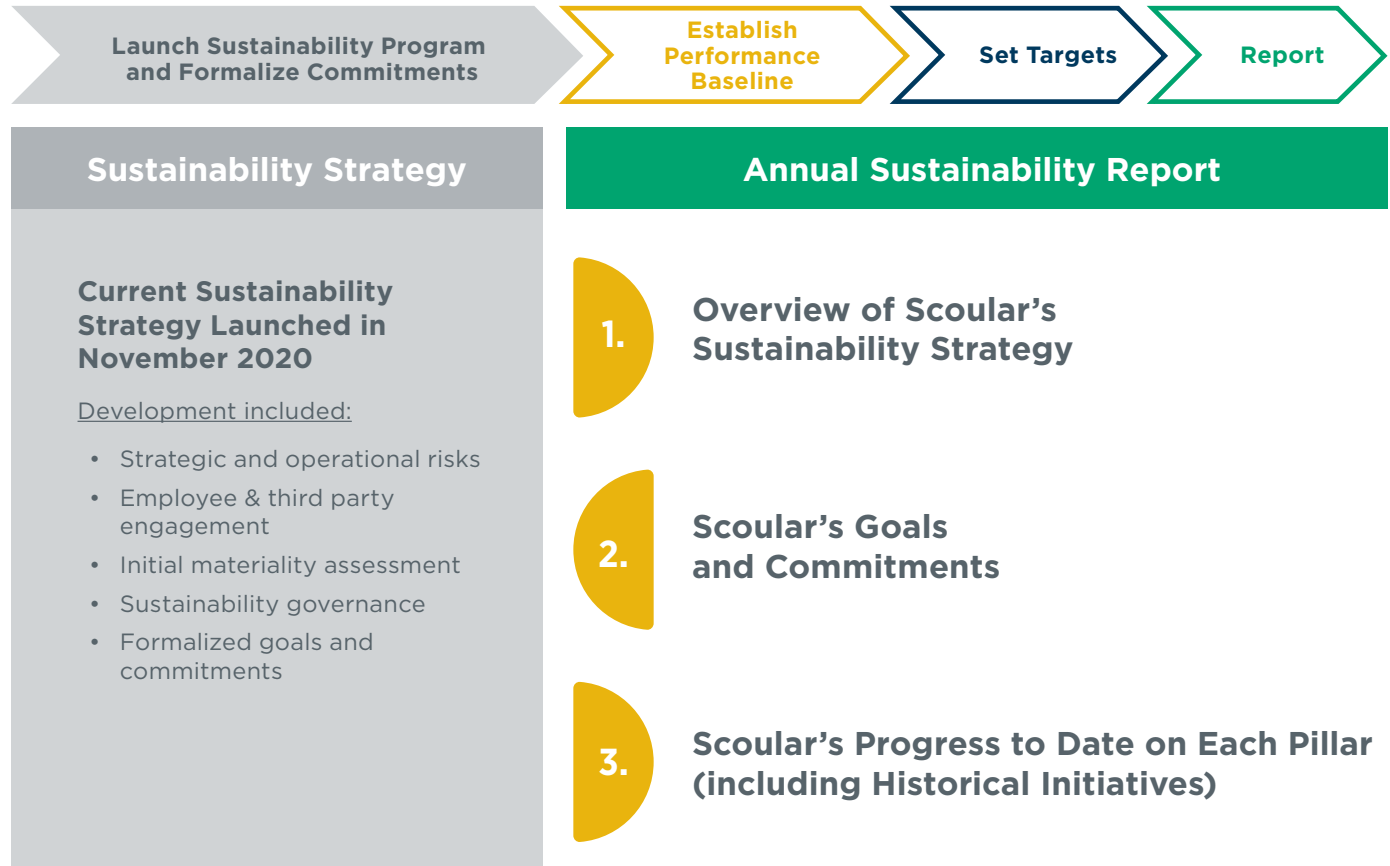 Launch Sustainability Program
and Formalize Commitments
Establish
Performance
Baseline
Set Targets
Report
Sustainability Strategy
Current Sustainability
Strategy Launched in
November 2020
Development included:
• Strategic and operational risks
• Employee & third party
engagement
• Initial materiality assessment
• Sustainability governance
• Formalized goals and
commitments
Annual Sustainability Report
1.
Overview of Scoular’s
Sustainability Strategy
2.
Scoular’s Goals
and Commitments
3.
Scoular’s Progress to Date on Each Pillar
(including Historical Initiatives)